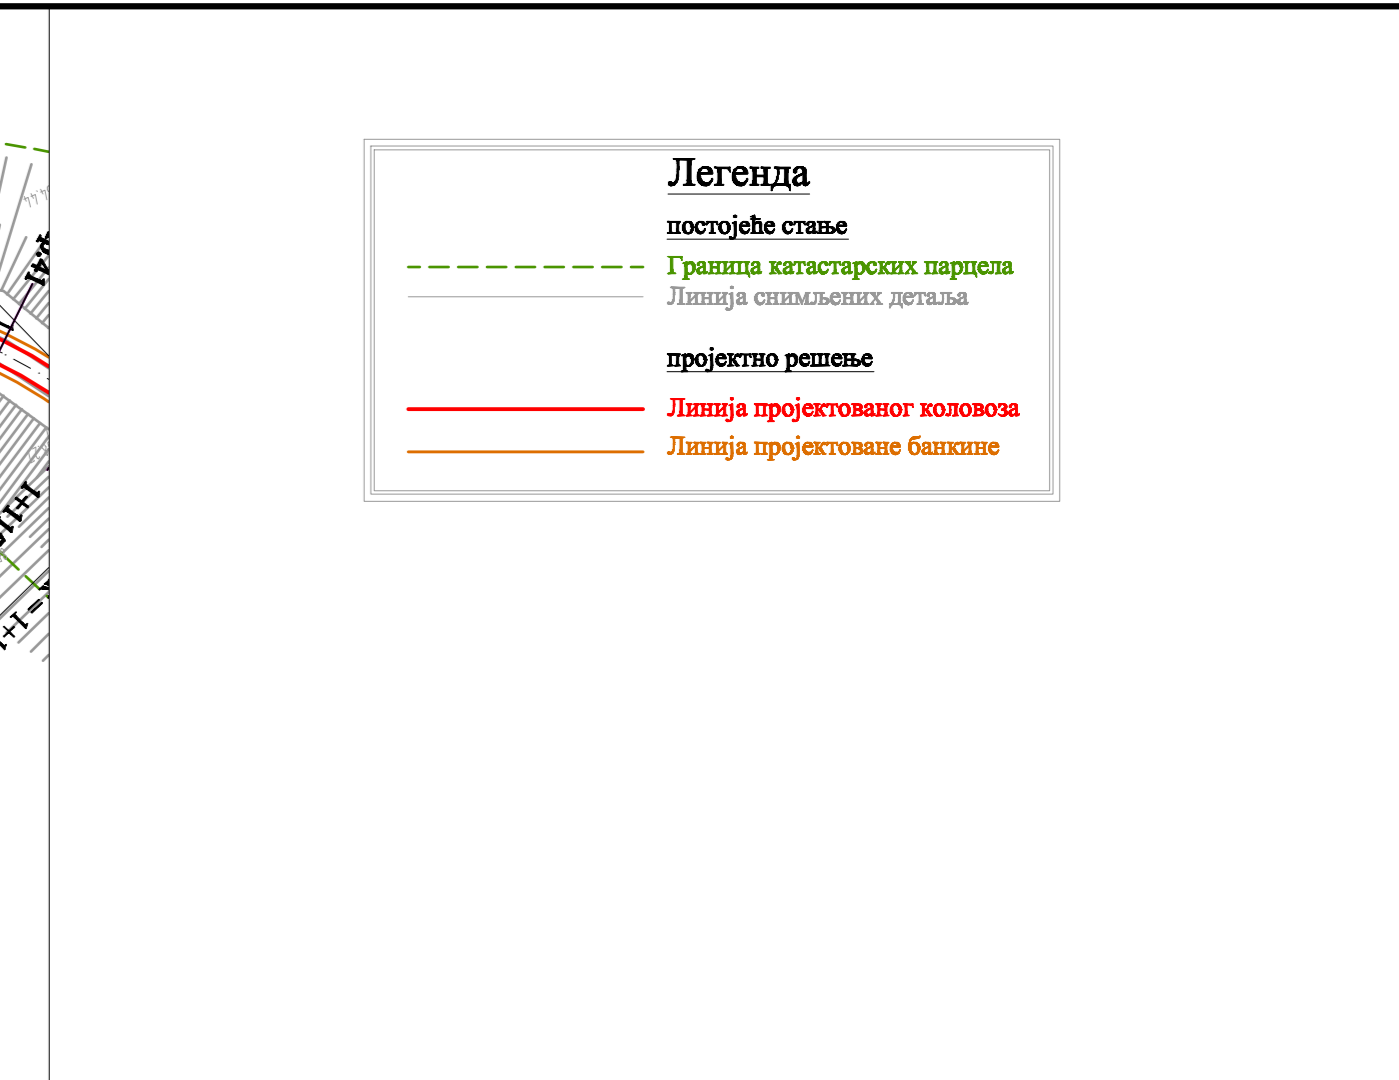 Легенда
постојеће стање
Граница катастарских парцела
Линија снимљених детаља
пројектно решење
Линија пројектованог коловоза
Линија пројектоване банкине